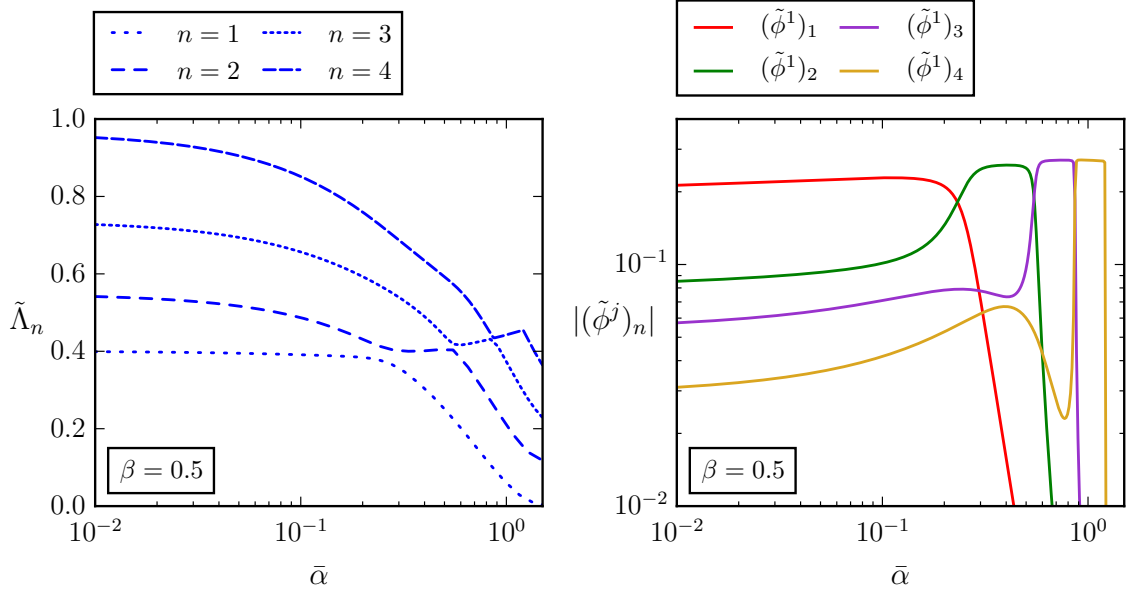 n = 1 n = 3
n = 2 n = 4
Λ̃ₙ
1.0
0.8
0.6
0.4
0.2
0.0
β = 0.5
10⁻² 10⁻¹ 10⁰
ᾱ
(φ̃¹)₁ (φ̃¹)₃
(φ̃¹)₂ (φ̃¹)₄
|(φ̃ʲ)ₙ|
10⁻¹
10⁻²
β = 0.5
10⁻² 10⁻¹ 10⁰
ᾱ